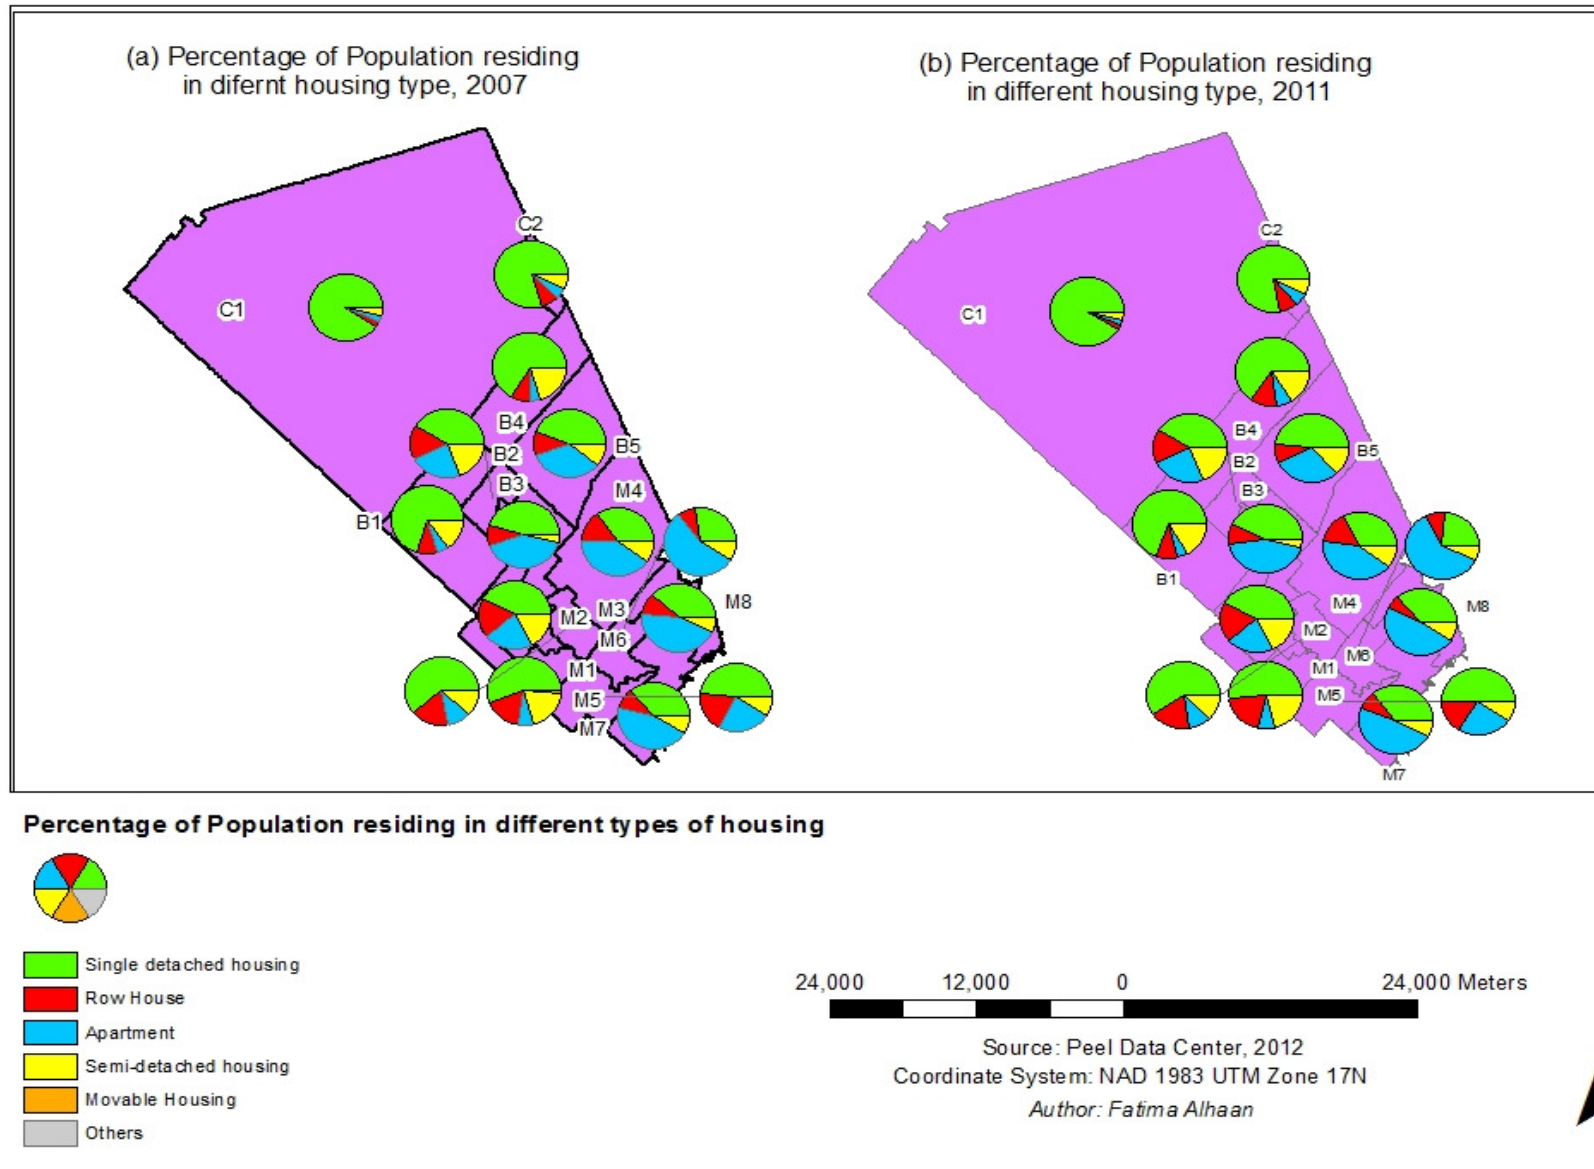 (a) Percentage of Population residing
in difernt housing type, 2007
(b) Percentage of Population residing
in different housing type, 2011
C2
C1
B4
B2
B5
B3
M4
B1
M3
M8
M2
M6
M1
M5
M7
C2
C1
B4
B2
B5
B3
B1
M4
M8
M2
M6
M1
M5
M7
Percentage of Population residing in different types of housing
Single detached housing
Row House
Apartment
Semi-detached housing
Movable Housing
Others
24,000 12,000 0 24,000 Meters
Source: Peel Data Center, 2012
Coordinate System: NAD 1983 UTM Zone 17N
Author: Fatima Alhaan